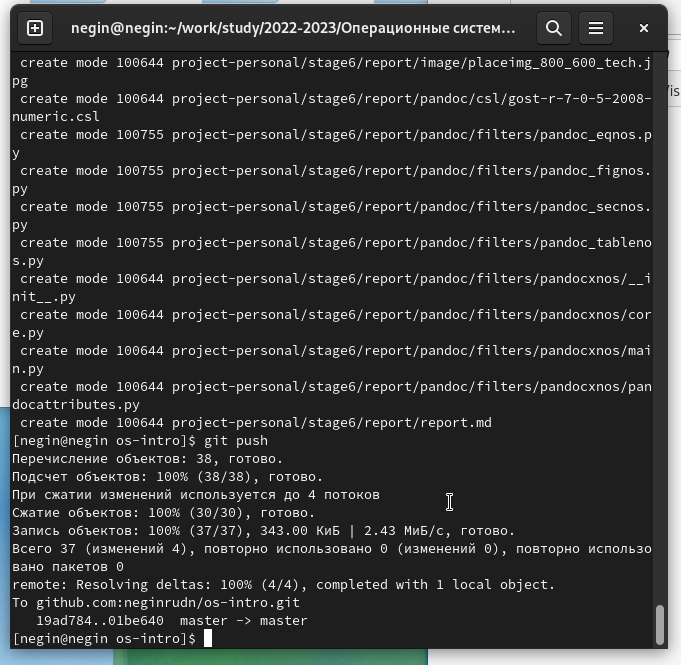 negin@negin:~/work/study/2022-2023/Операционные систем...
create mode 100644 project-personal/stage6/report/image/placeimg_800_600_tech.j
pg
create mode 100644 project-personal/stage6/report/pandoc/csl/gost-r-7-0-5-2008-
numeric.csl
create mode 100755 project-personal/stage6/report/pandoc/filters/pandoc_eqnos.p
y
create mode 100755 project-personal/stage6/report/pandoc/filters/pandoc_fignos.
py
create mode 100755 project-personal/stage6/report/pandoc/filters/pandoc_secnos.
py
create mode 100755 project-personal/stage6/report/pandoc/filters/pandoc_tableno
s.py
create mode 100644 project-personal/stage6/report/pandoc/filters/pandocxnos/__i
nit__.py
create mode 100644 project-personal/stage6/report/pandoc/filters/pandocxnos/cor
e.py
create mode 100644 project-personal/stage6/report/pandoc/filters/pandocxnos/mai
n.py
create mode 100644 project-personal/stage6/report/pandoc/filters/pandocxnos/pan
docattributes.py
create mode 100644 project-personal/stage6/report/report.md
[negin@negin os-intro]$ git push
Перечисление объектов: 38, готово.
Подсчет объектов: 100% (38/38), готово.
При сжатии изменений используется до 4 потоков
Сжатие объектов: 100% (30/30), готово.
Запись объектов: 100% (37/37), 343.00 КиБ | 2.43 МиБ/с, готово.
Всего 37 (изменений 4), повторно использовано 0 (изменений 0), повторно использо
вано пакетов 0
remote: Resolving deltas: 100% (4/4), completed with 1 local object.
To github.com:neginrudn/os-intro.git
19ad784..01be640  master -> master
[negin@negin os-intro]$